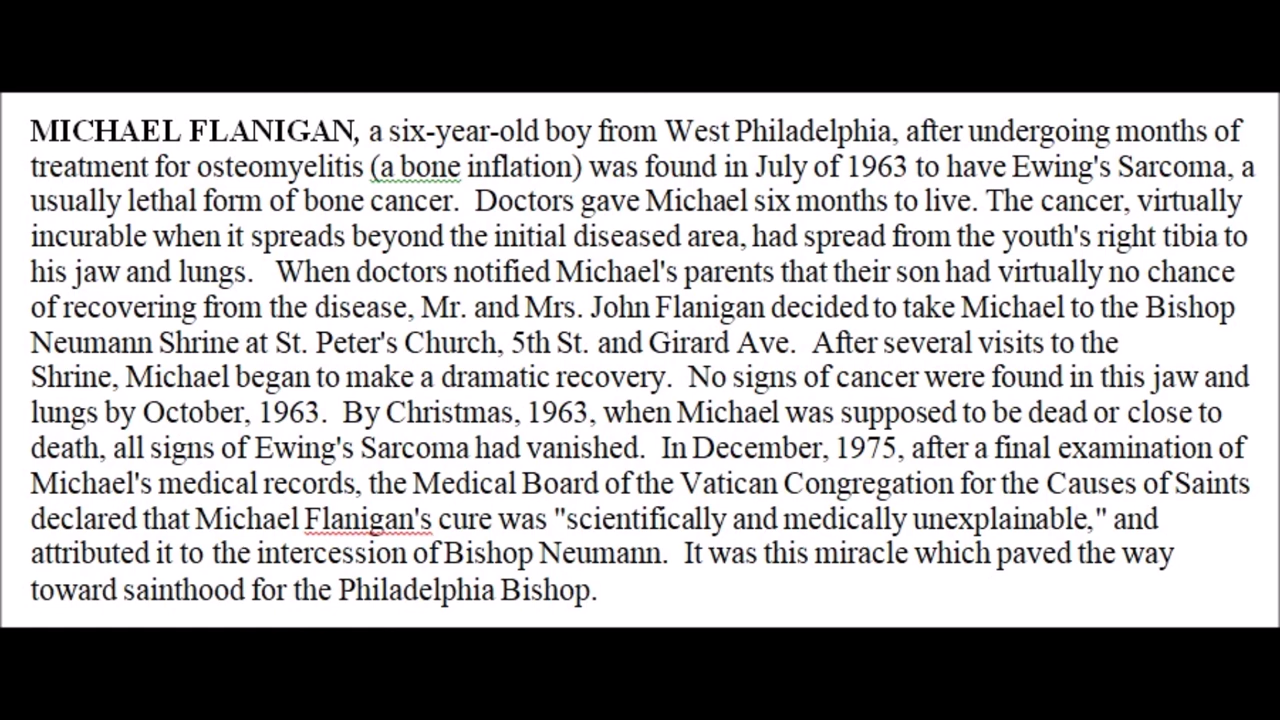 MICHAEL FLANIGAN, a six-year-old boy from West Philadelphia, after undergoing months of
treatment for osteomyelitis (a bone inflation) was found in July of 1963 to have Ewing's Sarcoma, a
usually lethal form of bone cancer.  Doctors gave Michael six months to live. The cancer, virtually
incurable when it spreads beyond the initial diseased area, had spread from the youth's right tibia to
his jaw and lungs.   When doctors notified Michael's parents that their son had virtually no chance
of recovering from the disease, Mr. and Mrs. John Flanigan decided to take Michael to the Bishop
Neumann Shrine at St. Peter's Church, 5th St. and Girard Ave.  After several visits to the
Shrine, Michael began to make a dramatic recovery.  No signs of cancer were found in this jaw and
lungs by October, 1963.  By Christmas, 1963, when Michael was supposed to be dead or close to
death, all signs of Ewing's Sarcoma had vanished.  In December, 1975, after a final examination of
Michael's medical records, the Medical Board of the Vatican Congregation for the Causes of Saints
declared that Michael Flanigan's cure was "scientifically and medically unexplainable," and
attributed it to the intercession of Bishop Neumann.  It was this miracle which paved the way
toward sainthood for the Philadelphia Bishop.